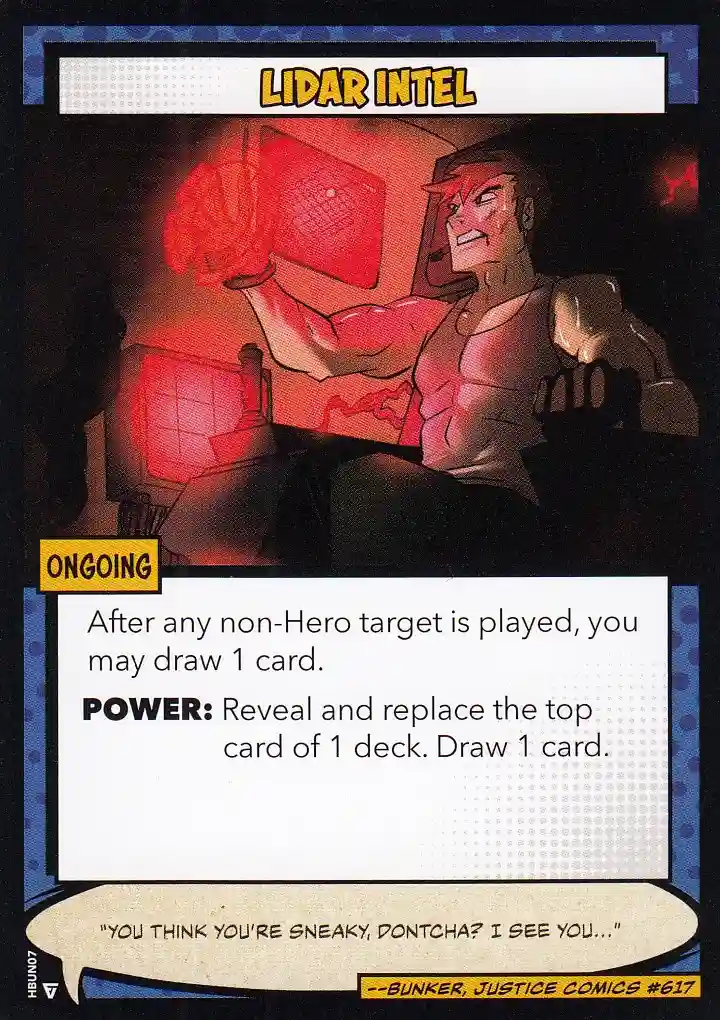 LIDAR INTEL
ONGOING
After any non-Hero target is played, you
may draw 1 card.
POWER: Reveal and replace the top
card of 1 deck. Draw 1 card.
"YOU THINK YOU'RE SNEAKY, DONTCHA? I SEE YOU..."
--BUNKER, JUSTICE COMICS #617
HBUN07